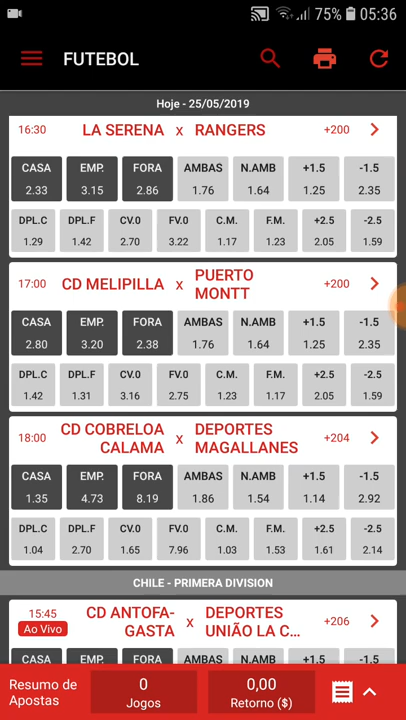 75% 05:36
FUTEBOL
Hoje - 25/05/2019
16:30 LA SERENA x RANGERS +200
CASA EMP. FORA AMBAS N.AMB +1.5 -1.5
2.33 3.15 2.86 1.76 1.64 1.25 2.35
DPL.C DPL.F CV.0 FV.0 C.M. F.M. +2.5 -2.5
1.29 1.42 2.70 3.22 1.17 1.23 2.05 1.59
17:00 CD MELIPILLA x PUERTO MONTT +200
CASA EMP. FORA AMBAS N.AMB +1.5 -1.5
2.80 3.20 2.38 1.76 1.64 1.25 2.35
DPL.C DPL.F CV.0 FV.0 C.M. F.M. +2.5 -2.5
1.42 1.31 3.16 2.75 1.23 1.17 2.05 1.59
18:00 CD COBRELOA CALAMA x DEPORTES MAGALLANES +204
CASA EMP. FORA AMBAS N.AMB +1.5 -1.5
1.35 4.73 8.19 1.86 1.54 1.14 2.92
DPL.C DPL.F CV.0 FV.0 C.M. F.M. +2.5 -2.5
1.04 2.70 1.65 7.96 1.03 1.53 1.61 2.14
CHILE - PRIMERA DIVISION
15:45 CD ANTOFA- DEPORTES
Ao Vivo GASTA x UNIÃO LA C... +206
CASA EMP. FORA AMBAS N.AMB +1.5 -1.5
Resumo de 0 0,00
Apostas Jogos Retorno ($)